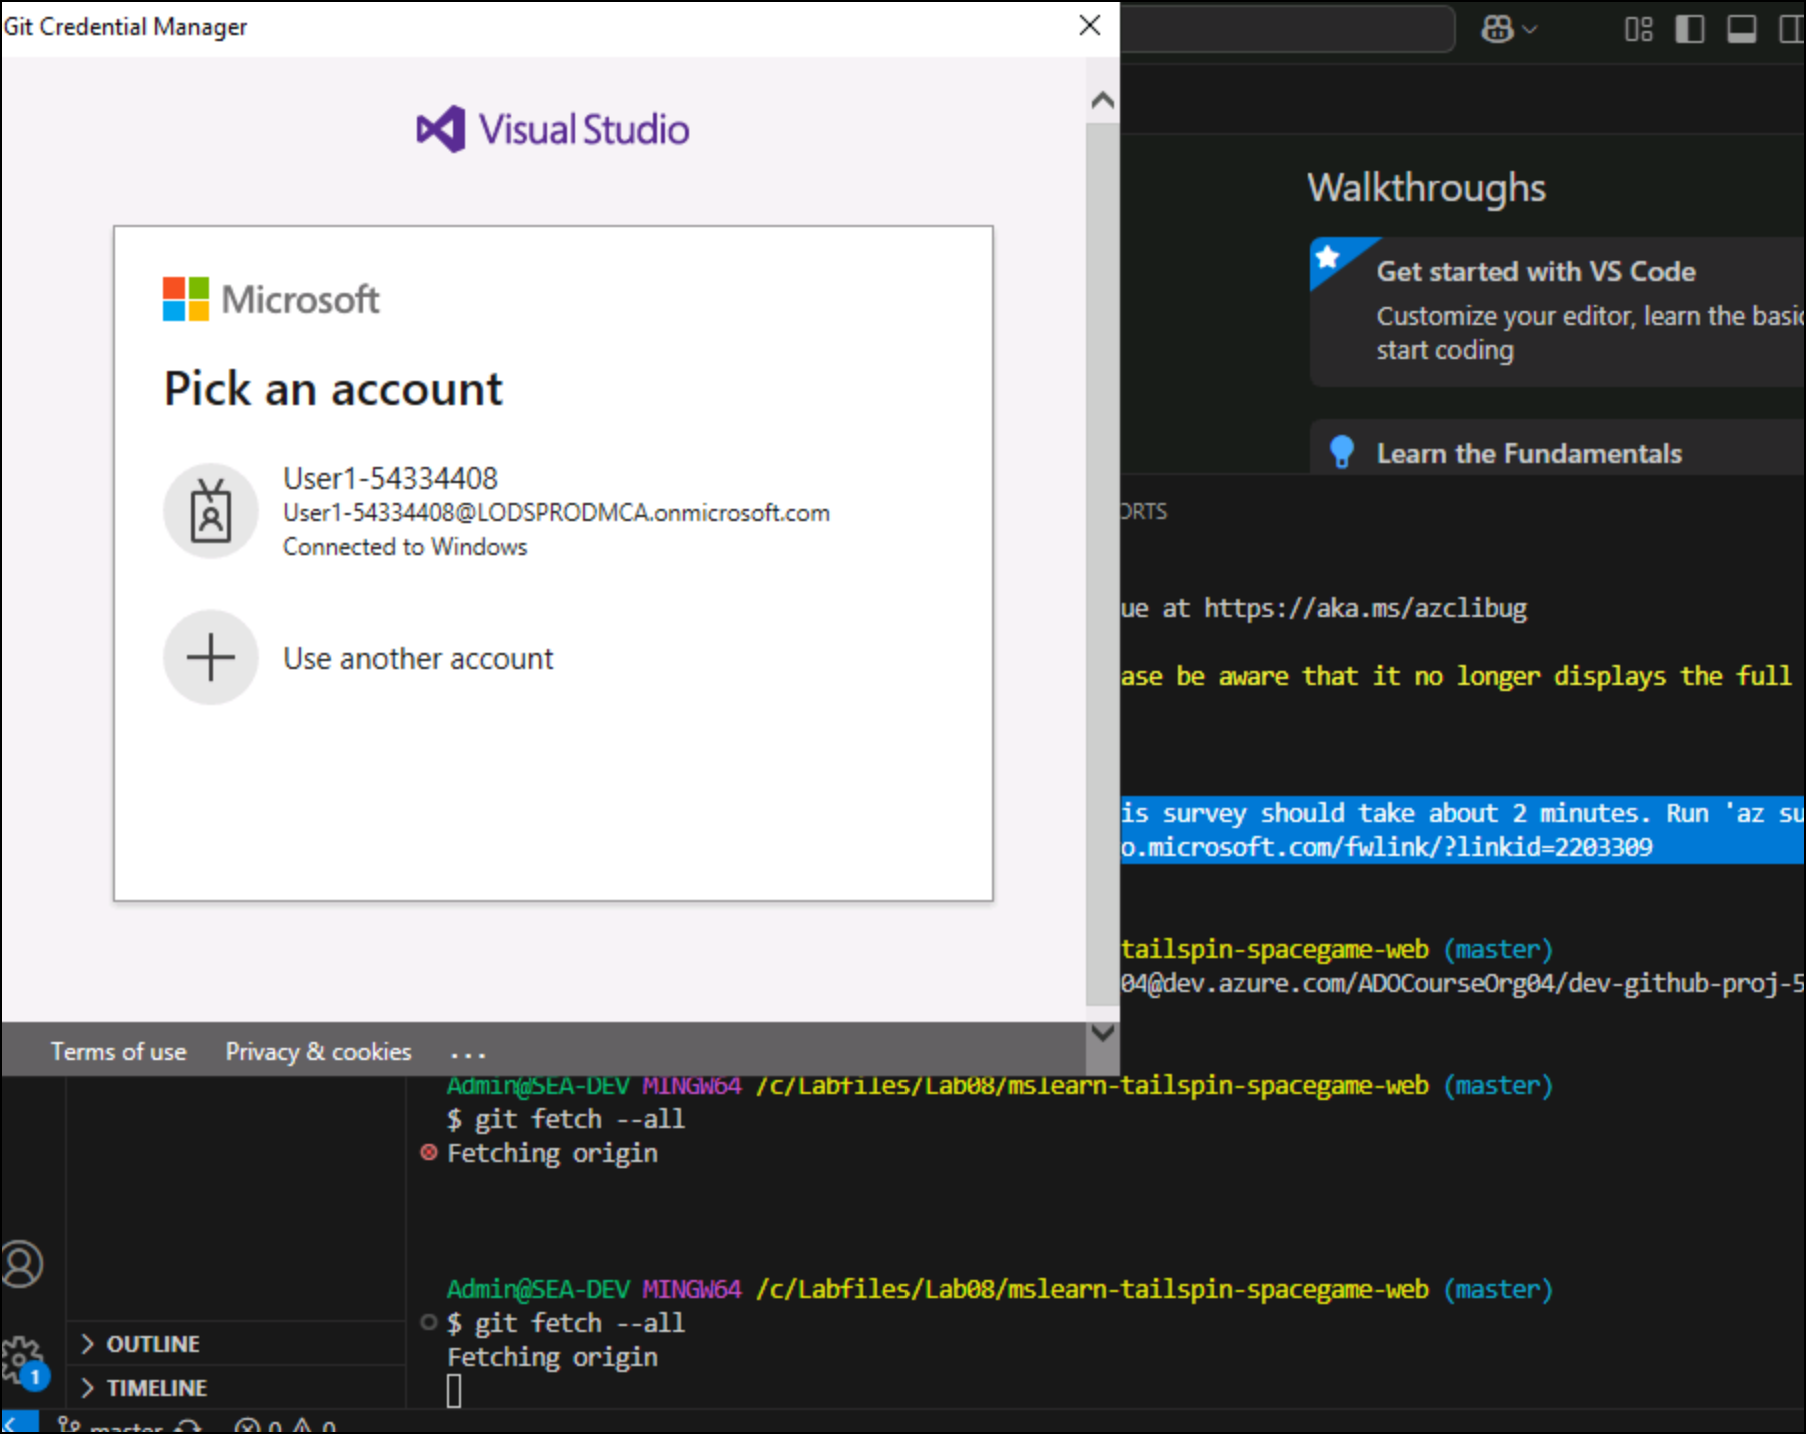 Git Credential Manager
Visual Studio
Microsoft
Pick an account
User1-54334408
User1-54334408@LODSPRODMCA.onmicrosoft.com
Connected to Windows
Use another account
Terms of use
Privacy & cookies
...
Walkthroughs
Get started with VS Code
Customize your editor, learn the basic
start coding
Learn the Fundamentals
ORTS
ue at https://aka.ms/azclibug
ase be aware that it no longer displays the full
is survey should take about 2 minutes. Run 'az su
o.microsoft.com/fwlink/?linkid=2203309
tailspin-spacegame-web (master)
04@dev.azure.com/ADOCourseOrg04/dev-github-proj-5
Admin@SEA-DEV MINGW64 /c/Labfiles/Lab08/mslearn-tailspin-spacegame-web (master)
$ git fetch --all
Fetching origin
Admin@SEA-DEV MINGW64 /c/Labfiles/Lab08/mslearn-tailspin-spacegame-web (master)
$ git fetch --all
Fetching origin
1
OUTLINE
TIMELINE
master 0 0